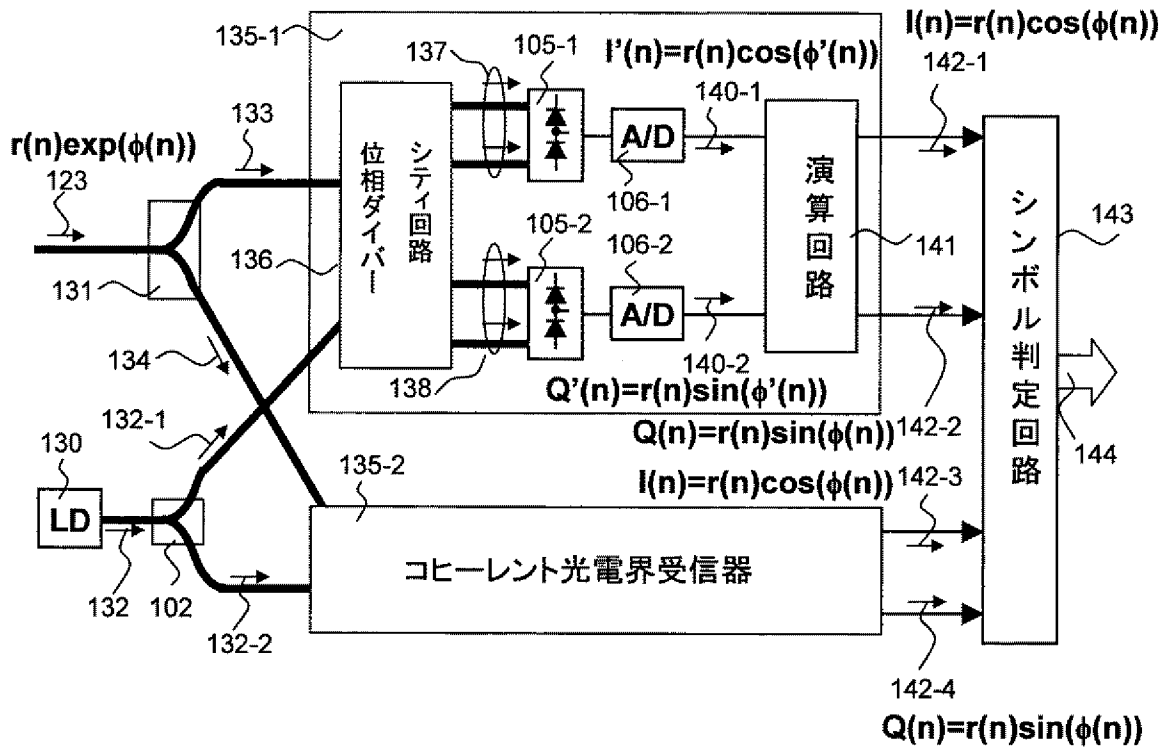 135-1
137
105-1
I'(n)=r(n)cos(ϕ'(n))
I(n)=r(n)cos(ϕ(n))
142-1
140-1
133
r(n)exp(ϕ(n))
123
A/D
106-1
位相ダイバー
シティ回路
演算回路
シンボル判定回路
143
131
136
105-2
106-2
141
A/D
134
138
140-2
Q'(n)=r(n)sin(ϕ'(n))
132-1
Q(n)=r(n)sin(ϕ(n))
142-2
144
130
135-2
I(n)=r(n)cos(ϕ(n))
142-3
LD
コヒーレント光電界受信器
132
102
132-2
142-4
Q(n)=r(n)sin(ϕ(n))